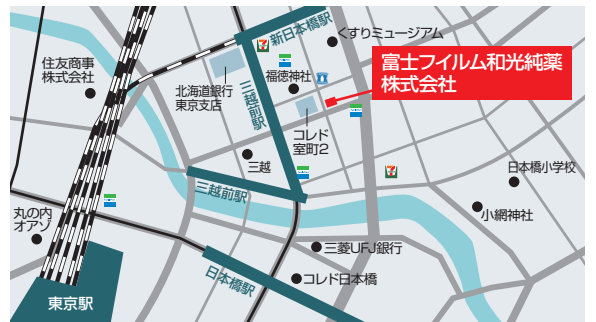 新日本橋駅
くすりミュージアム
富士フイルム和光純薬
株式会社
住友商事
株式会社
北海道銀行
東京支店
福徳神社
三越前駅
コレド
室町2
三越
三越前駅
日本橋小学校
小網神社
丸の内
オアゾ
三菱UFJ銀行
日本橋駅
コレド日本橋
東京駅
7
7